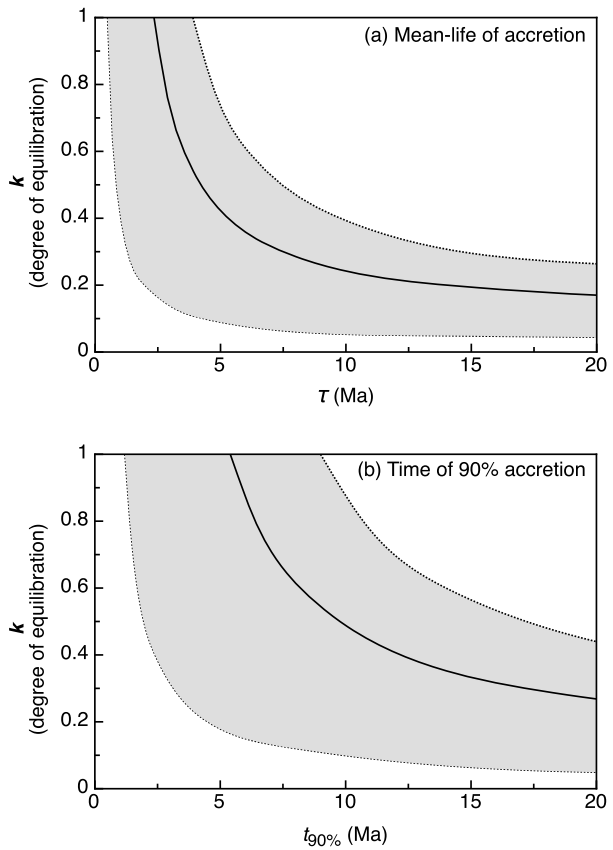 (a) Mean-life of accretion
k
(degree of equilibration)
1
0.8
0.6
0.4
0.2
0
0 5 10 15 20
τ (Ma)
(b) Time of 90% accretion
k
(degree of equilibration)
1
0.8
0.6
0.4
0.2
0
0 5 10 15 20
t90% (Ma)